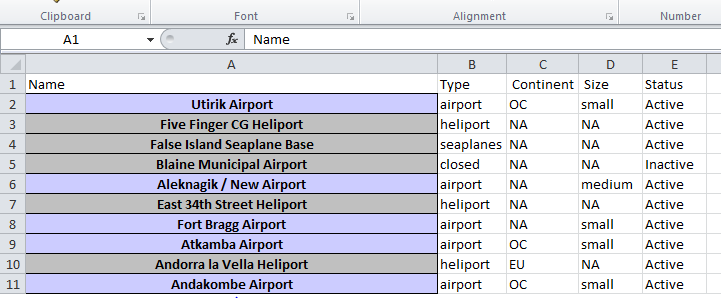 Clipboard Font Alignment Number
A1 fx Name
A B C D E
1 Name Type Continent Size Status
2 Utirik Airport airport OC small Active
3 Five Finger CG Heliport heliport NA NA Active
4 False Island Seaplane Base seaplanes NA NA Active
5 Blaine Municipal Airport closed NA NA Inactive
6 Aleknagik / New Airport airport NA medium Active
7 East 34th Street Heliport heliport NA NA Active
8 Fort Bragg Airport airport NA small Active
9 Atkamba Airport airport OC small Active
10 Andorra la Vella Heliport heliport EU NA Active
11 Andakombe Airport airport OC small Active